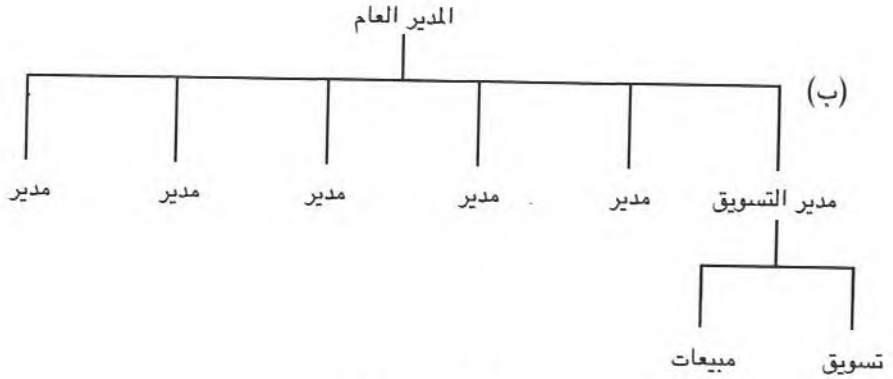 المدير العام
(ب)
مدير التسويق مدير مدير مدير مدير مدير
تسويق مبيعات